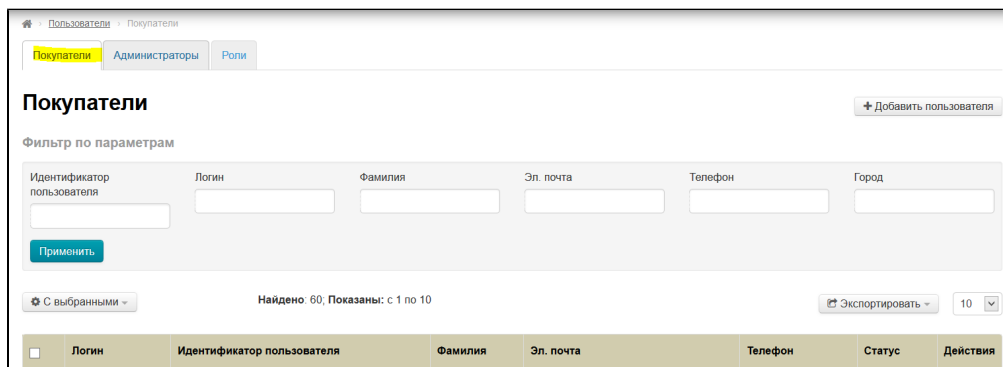 Пользователи › Покупатели
Покупатели Администраторы Роли
Покупатели
+ Добавить пользователя
Фильтр по параметрам
Идентификатор пользователя
Логин
Фамилия
Эл. почта
Телефон
Город
Применить
С выбранными
Найдено: 60; Показаны: с 1 по 10
Экспортировать
10
Логин Идентификатор пользователя Фамилия Эл. почта Телефон Статус Действия